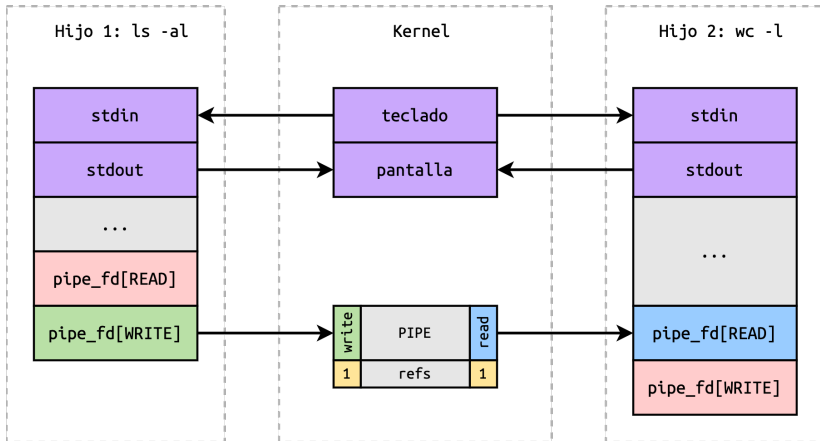 Hijo 1: ls -al
Kernel
Hijo 2: wc -l
stdin
teclado
stdin
stdout
pantalla
stdout
...
...
pipe_fd[READ]
pipe_fd[WRITE]
write
PIPE
read
pipe_fd[READ]
1
refs
1
pipe_fd[WRITE]